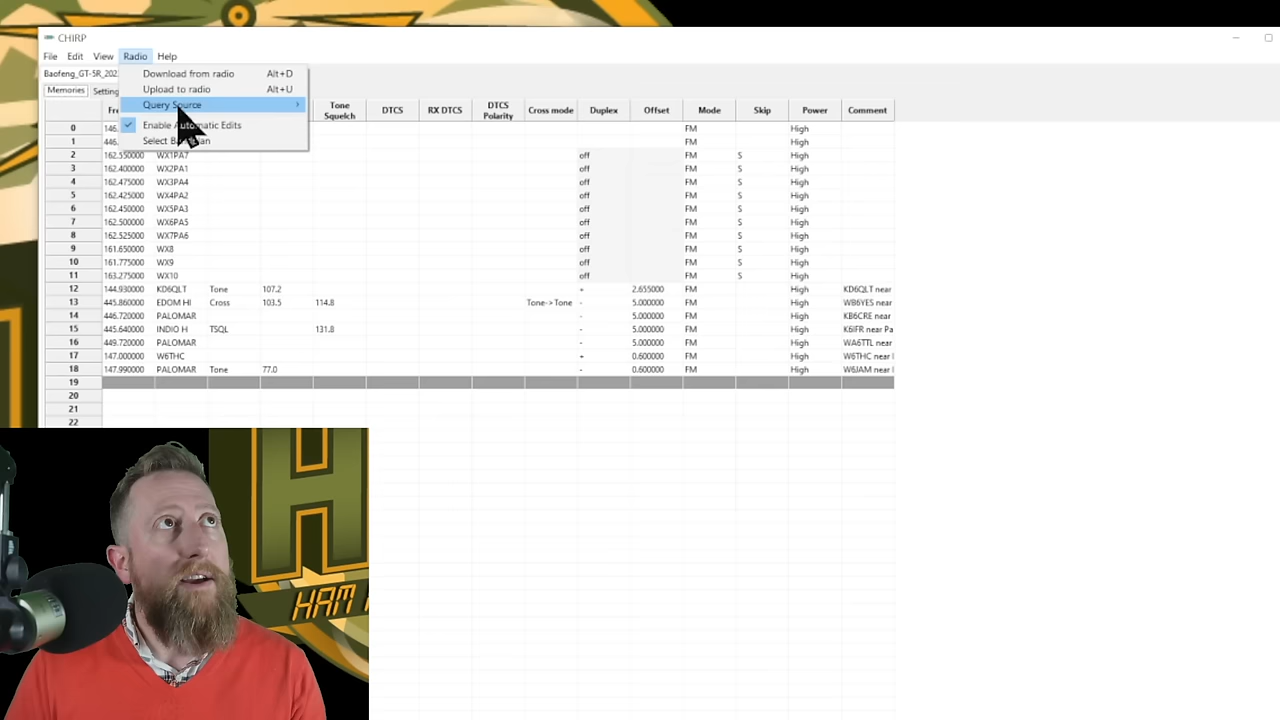 CHIRP
File Edit View Radio Help
Baofeng_GT-5R_202
Download from radio Alt+D
Upload to radio Alt+U
Query Source
Enable Automatic Edits
Memories
Tone Squelch DTCS RX DTCS DTCS Polarity Cross mode Duplex Offset Mode Skip Power Comment
0 146. FM High
1 446. FM High
2 162.550000 WX1PA7 off FM S High
3 162.400000 WX2PA1 off FM S High
4 162.475000 WX3PA4 off FM S High
5 162.425000 WX4PA2 off FM S High
6 162.450000 WX5PA3 off FM S High
7 162.500000 WX6PA5 off FM S High
8 162.525000 WX7PA6 off FM S High
9 161.650000 WX8 off FM S High
10 161.775000 WX9 off FM S High
11 163.275000 WX10 off FM S High
12 144.930000 KD6QLT Tone 107.2 + 2.655000 FM High KD6QLT near
13 445.860000 EDOM HI Cross 103.5 114.8 Tone->Tone - 5.000000 FM High WB6YES near
14 446.720000 PALOMAR - 5.000000 FM High KB6CRE near
15 445.640000 INDIO H TSQL 131.8 - 5.000000 FM High K6IFR near Pa
16 449.720000 PALOMAR - 5.000000 FM High WA6TTL near
17 147.000000 W6THC + 0.600000 FM High W6THC near
18 147.990000 PALOMAR Tone 77.0 - 0.600000 FM High W6JAM near
19
20
21
22
H
HAM